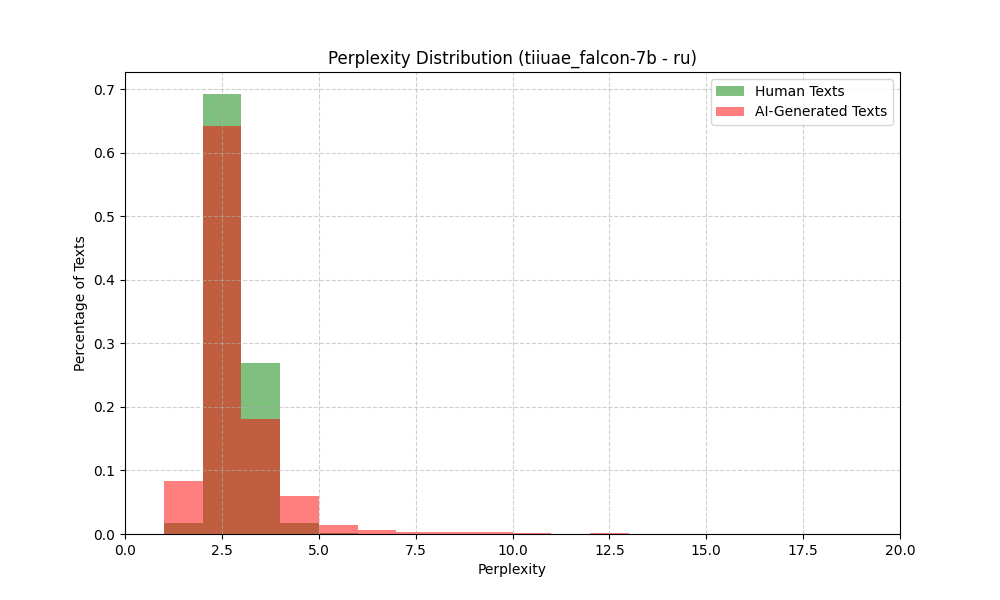 Perplexity Distribution (tiiuae_falcon-7b - ru)
Human Texts
AI-Generated Texts
Percentage of Texts
0.7
0.6
0.5
0.4
0.3
0.2
0.1
0.0
0.0 2.5 5.0 7.5 10.0 12.5 15.0 17.5 20.0
Perplexity